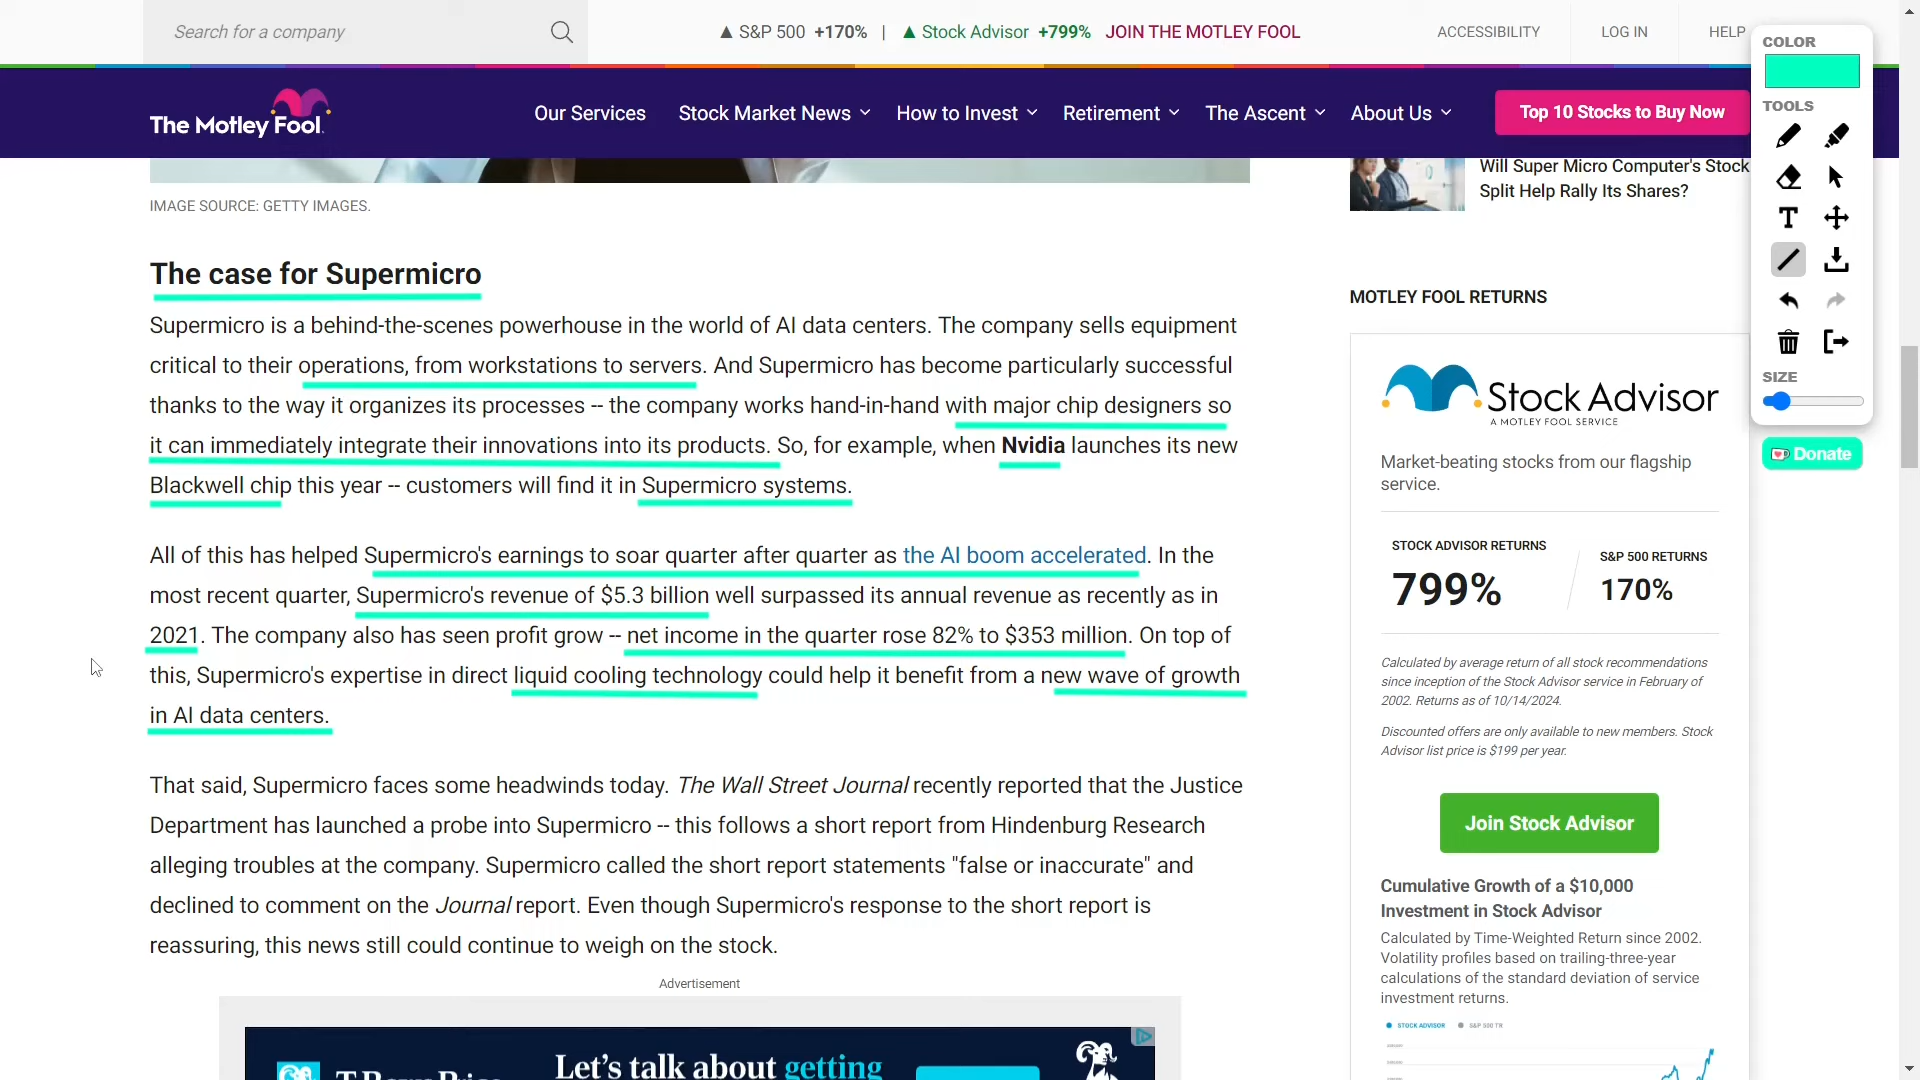 Search for a company
▲ S&P 500 +170% | ▲ Stock Advisor +799% JOIN THE MOTLEY FOOL
ACCESSIBILITY
LOG IN
HELP
The Motley Fool.
Our Services
Stock Market News
How to Invest
Retirement
The Ascent
About Us
Top 10 Stocks to Buy Now
IMAGE SOURCE: GETTY IMAGES.
The case for Supermicro
Supermicro is a behind-the-scenes powerhouse in the world of AI data centers. The company sells equipment
critical to their operations, from workstations to servers. And Supermicro has become particularly successful
thanks to the way it organizes its processes -- the company works hand-in-hand with major chip designers so
it can immediately integrate their innovations into its products. So, for example, when Nvidia launches its new
Blackwell chip this year -- customers will find it in Supermicro systems.
All of this has helped Supermicro's earnings to soar quarter after quarter as the AI boom accelerated. In the
most recent quarter, Supermicro's revenue of $5.3 billion well surpassed its annual revenue as recently as in
2021. The company also has seen profit grow -- net income in the quarter rose 82% to $353 million. On top of
this, Supermicro's expertise in direct liquid cooling technology could help it benefit from a new wave of growth
in AI data centers.
That said, Supermicro faces some headwinds today. The Wall Street Journal recently reported that the Justice
Department has launched a probe into Supermicro -- this follows a short report from Hindenburg Research
alleging troubles at the company. Supermicro called the short report statements "false or inaccurate" and
declined to comment on the Journal report. Even though Supermicro's response to the short report is
reassuring, this news still could continue to weigh on the stock.
Advertisement
Let's talk about getting
Will Super Micro Computer's Stock
Split Help Rally Its Shares?
MOTLEY FOOL RETURNS
Stock Advisor
A MOTLEY FOOL SERVICE
Market-beating stocks from our flagship
service.
STOCK ADVISOR RETURNS
799%
S&P 500 RETURNS
170%
Calculated by average return of all stock recommendations
since inception of the Stock Advisor service in February of
2002. Returns as of 10/14/2024.
Discounted offers are only available to new members. Stock
Advisor list price is $199 per year.
Join Stock Advisor
Cumulative Growth of a $10,000
Investment in Stock Advisor
Calculated by Time-Weighted Return since 2002.
Volatility profiles based on trailing-three-year
calculations of the standard deviation of service
investment returns.
STOCK ADVISOR
S&P 500 TR
COLOR
TOOLS
SIZE
Donate